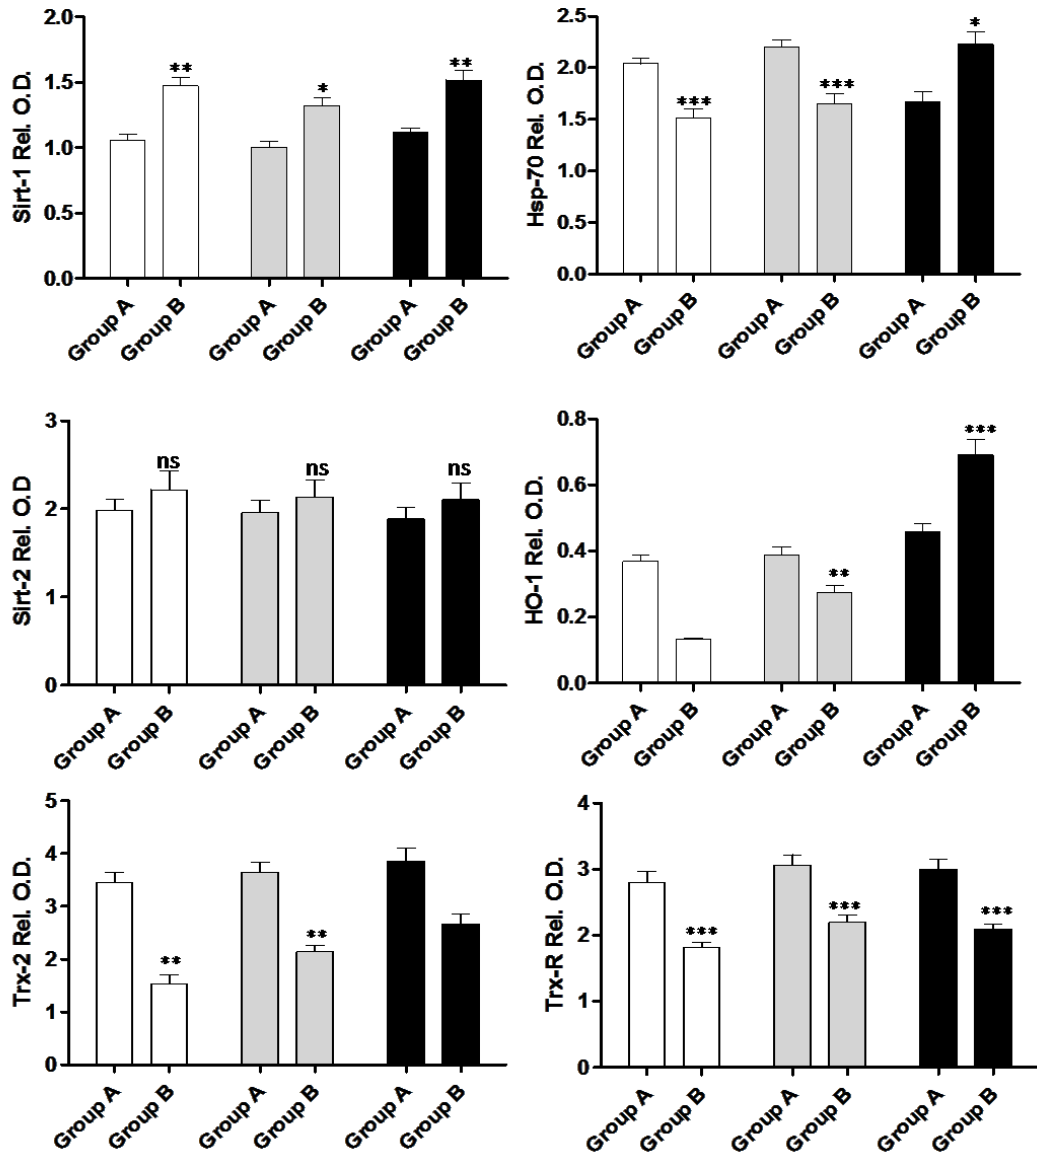 Sirt-1 Rel. O.D.
2.0
1.5
1.0
0.5
0.0
**
*
**
Group A
Group B
Group A
Group B
Group A
Group B
Hsp-70 Rel. O.D.
2.5
2.0
1.5
1.0
0.5
0.0
***
***
*
Group A
Group B
Group A
Group B
Group A
Group B
Sirt-2 Rel. O.D
3
2
1
0
ns
ns
ns
Group A
Group B
Group A
Group B
Group A
Group B
HO-1 Rel. O.D.
0.8
0.6
0.4
0.2
0.0
**
***
Group A
Group B
Group A
Group B
Group A
Group B
Trx-2 Rel. O.D.
5
4
3
2
1
0
**
**
Group A
Group B
Group A
Group B
Group A
Group B
Trx-R Rel. O.D.
4
3
2
1
0
***
***
***
Group A
Group B
Group A
Group B
Group A
Group B